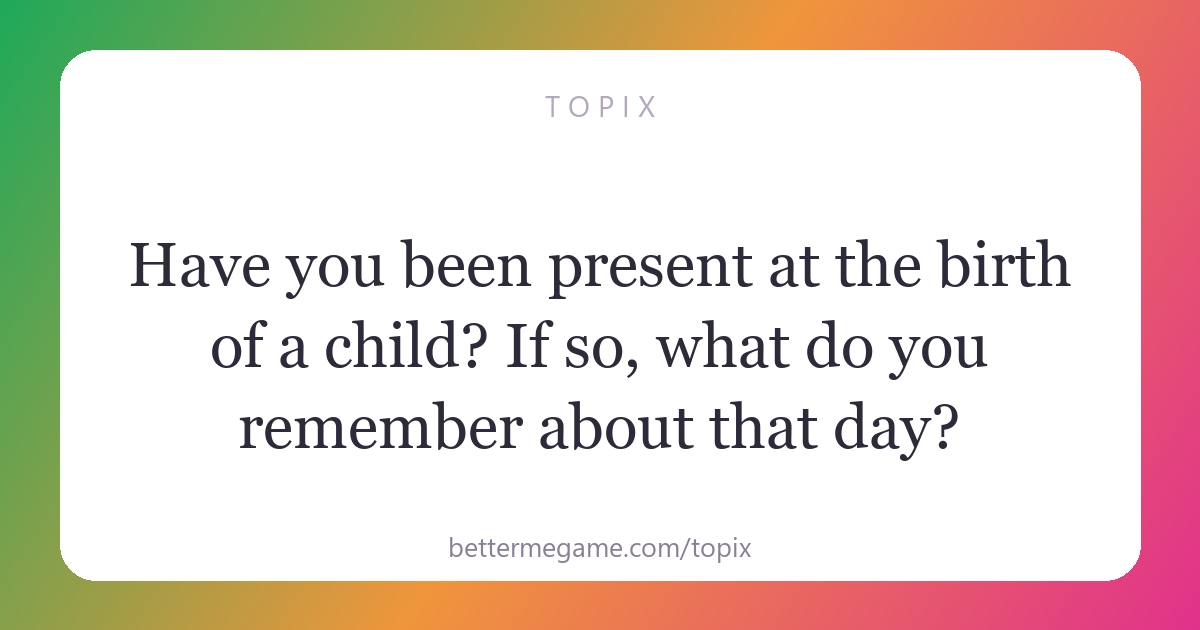 TOPIX
Have you been present at the birth
of a child? If so, what do you
remember about that day?
bettermegame.com/topix